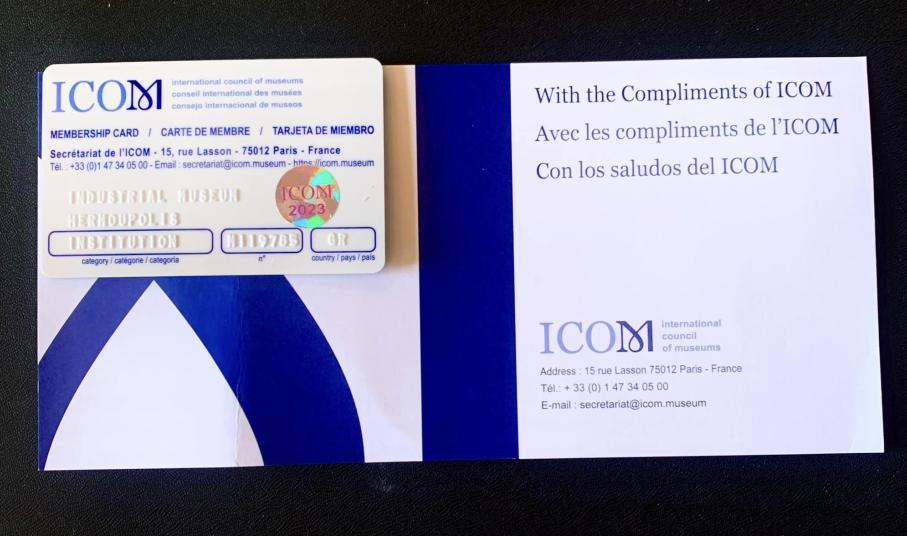 ICOM
international council of museums
conseil international des musées
consejo internacional de museos
MEMBERSHIP CARD / CARTE DE MEMBRE / TARJETA DE MIEMBRO
Secrétariat de l'ICOM - 15, rue Lasson - 75012 Paris - France
Tél. : +33 (0)1 47 34 05 00 - Email : secretariat@icom.museum - https://icom.museum
INDUSTRIAL MUSEUM
HERMOUPOLIS
ICOM
2023
INSTITUTION
GR
category / catégorie / categoría
n°
country / pays / país
With the Compliments of ICOM
Avec les compliments de l'ICOM
Con los saludos del ICOM
ICOM
international
council
of museums
Address : 15 rue Lasson 75012 Paris - France
Tél.: + 33 (0) 1 47 34 05 00
E-mail : secretariat@icom.museum